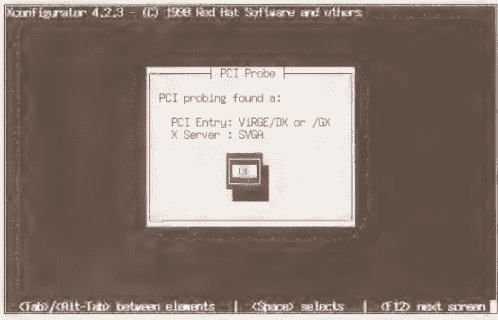 Xconfigurator 4.2.3 - (C) 1998 Red Hat Software and others
PCI Probe
PCI probing found a:
PCI Entry: ViRGE/DX or /GX
X Server : SVGA
Ok
<Tab>/<Alt-Tab> between elements | <Space> selects | <F12> next screen